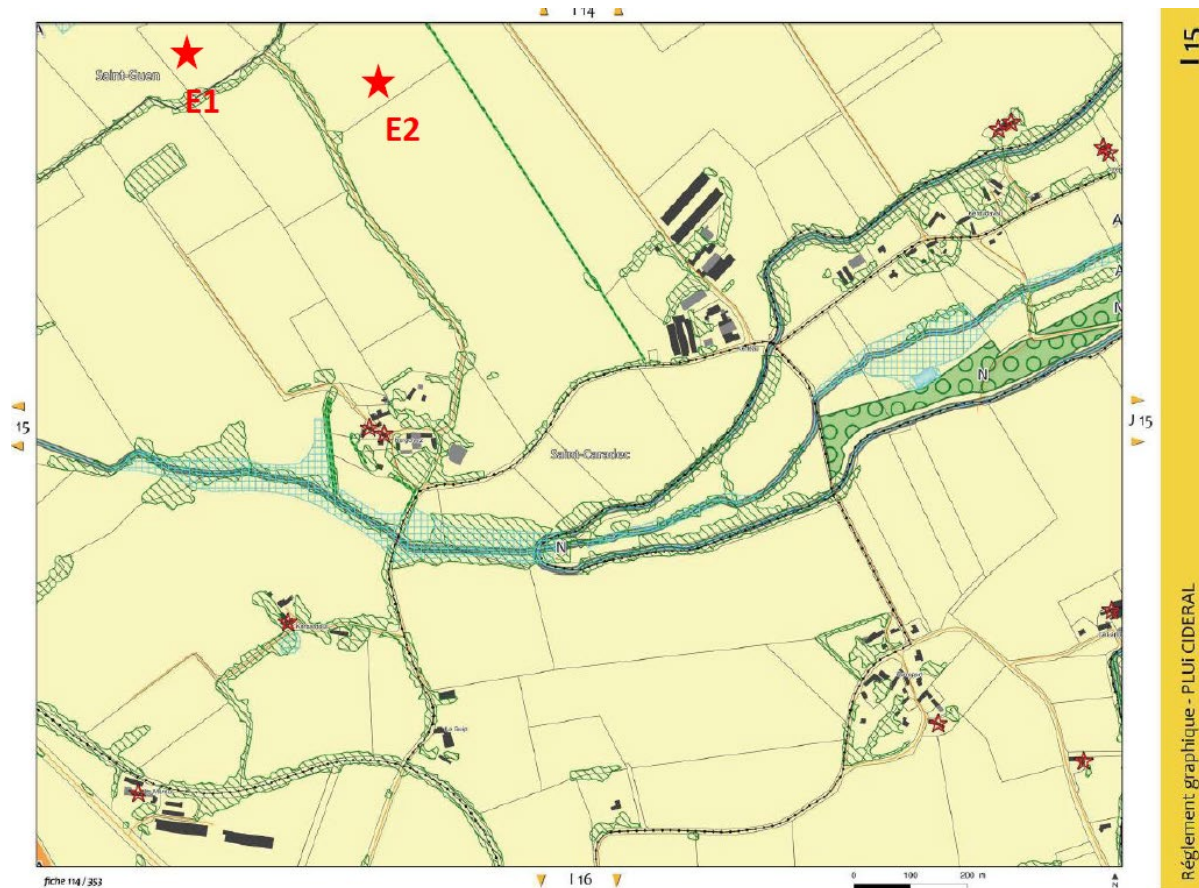 I 14
A
Saint-Guen
E1
E2
A
A
N
N
15
J 15
Saint-Caradec
N
A
fiche 114 / 353
I 16
0 100 200 m
N
I 15
Règlement graphique - PLUi CIDERAL